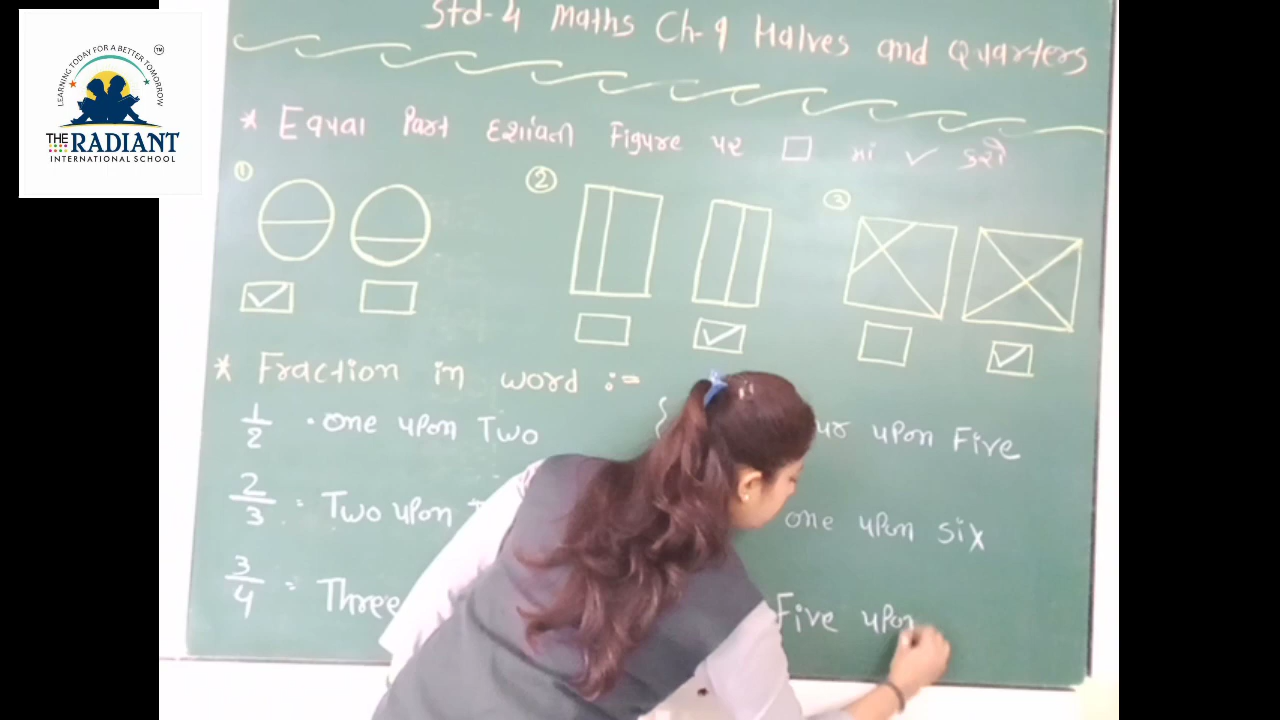 LEARNING TODAY FOR A BETTER TOMORROW
TM
THE RADIANT
INTERNATIONAL SCHOOL
Std-4 Maths Ch-9 Halves and Quarters
* Equal Part દર્શાવતી Figure પર □ માં ✓ કરો
① ② ③
* Fraction in word :=
1/2 · one upon Two
upon Five
2/3 = Two upon
one upon six
3/4 = Three
Five upon